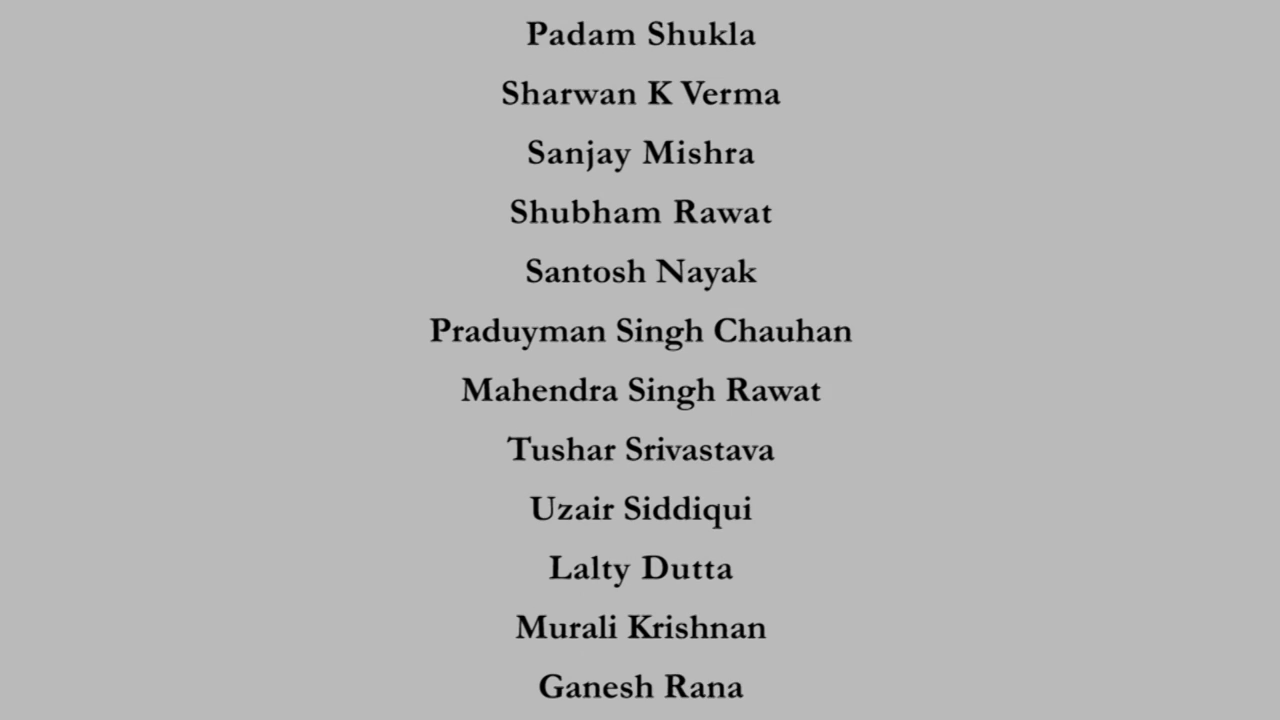 Padam Shukla
Sharwan K Verma
Sanjay Mishra
Shubham Rawat
Santosh Nayak
Praduyman Singh Chauhan
Mahendra Singh Rawat
Tushar Srivastava
Uzair Siddiqui
Lalty Dutta
Murali Krishnan
Ganesh Rana